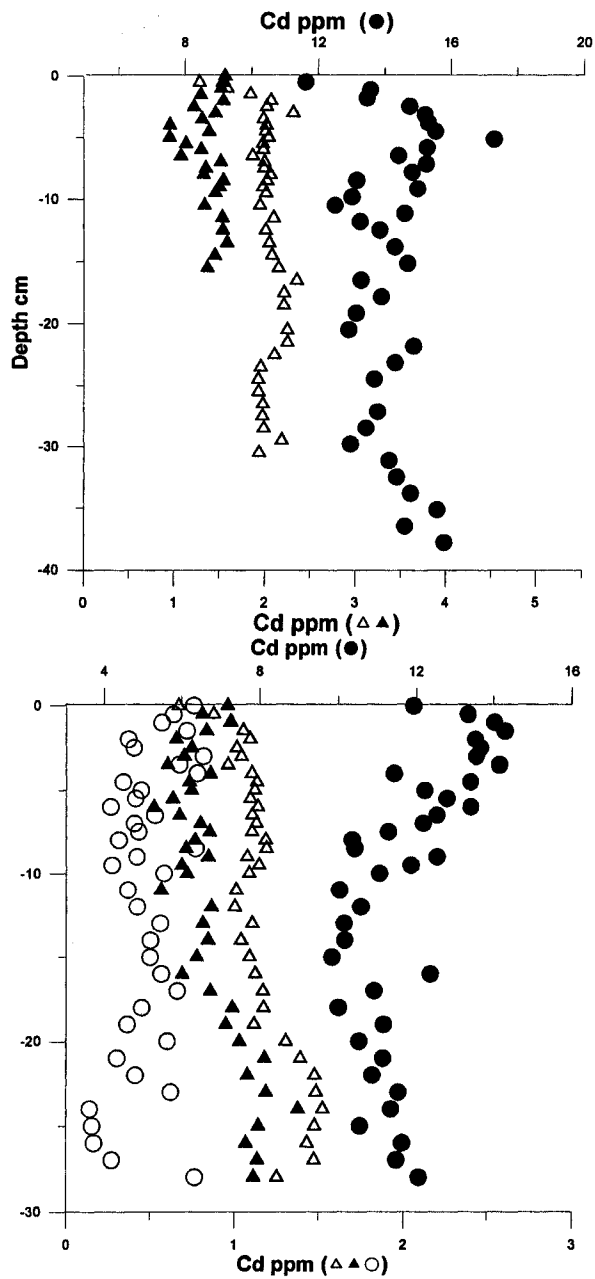 Cd ppm (●)
8 12 16 20
0
-10
-20
-30
-40
Depth cm
0 1 2 3 4 5
Cd ppm (△ ▲)
Cd ppm (●)
4 8 12 16
0
-10
-20
-30
0 1 2 3
Cd ppm (△ ▲ ○)